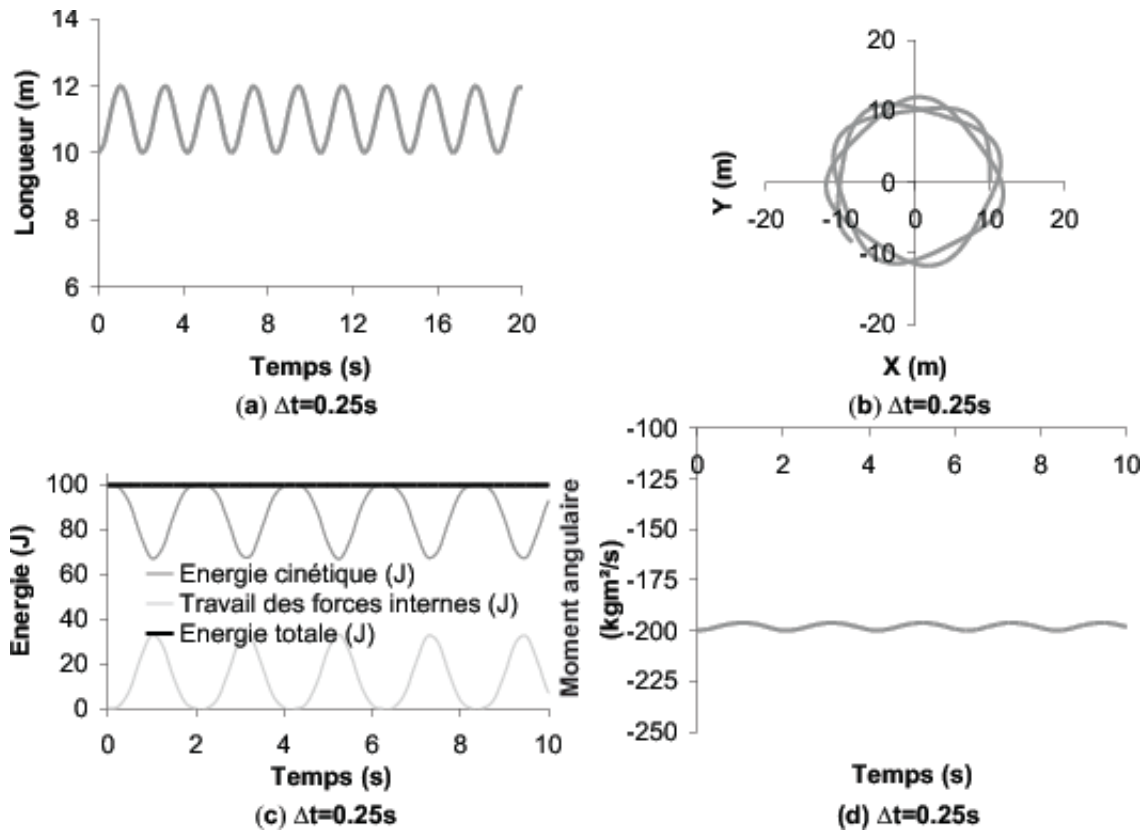 14
12
10
8
6
Longueur (m)
0 4 8 12 16 20
Temps (s)
(a) Δt=0.25s
20
10
0
-10
-20
Y (m)
-20 -10 0 10 20
X (m)
(b) Δt=0.25s
100
80
60
40
20
0
Energie (J)
Energie cinétique (J)
Travail des forces internes (J)
Energie totale (J)
0 2 4 6 8 10
Temps (s)
(c) Δt=0.25s
-100
-125
-150
-175
-200
-225
-250
Moment angulaire
(kgm²/s)
0 2 4 6 8 10
Temps (s)
(d) Δt=0.25s